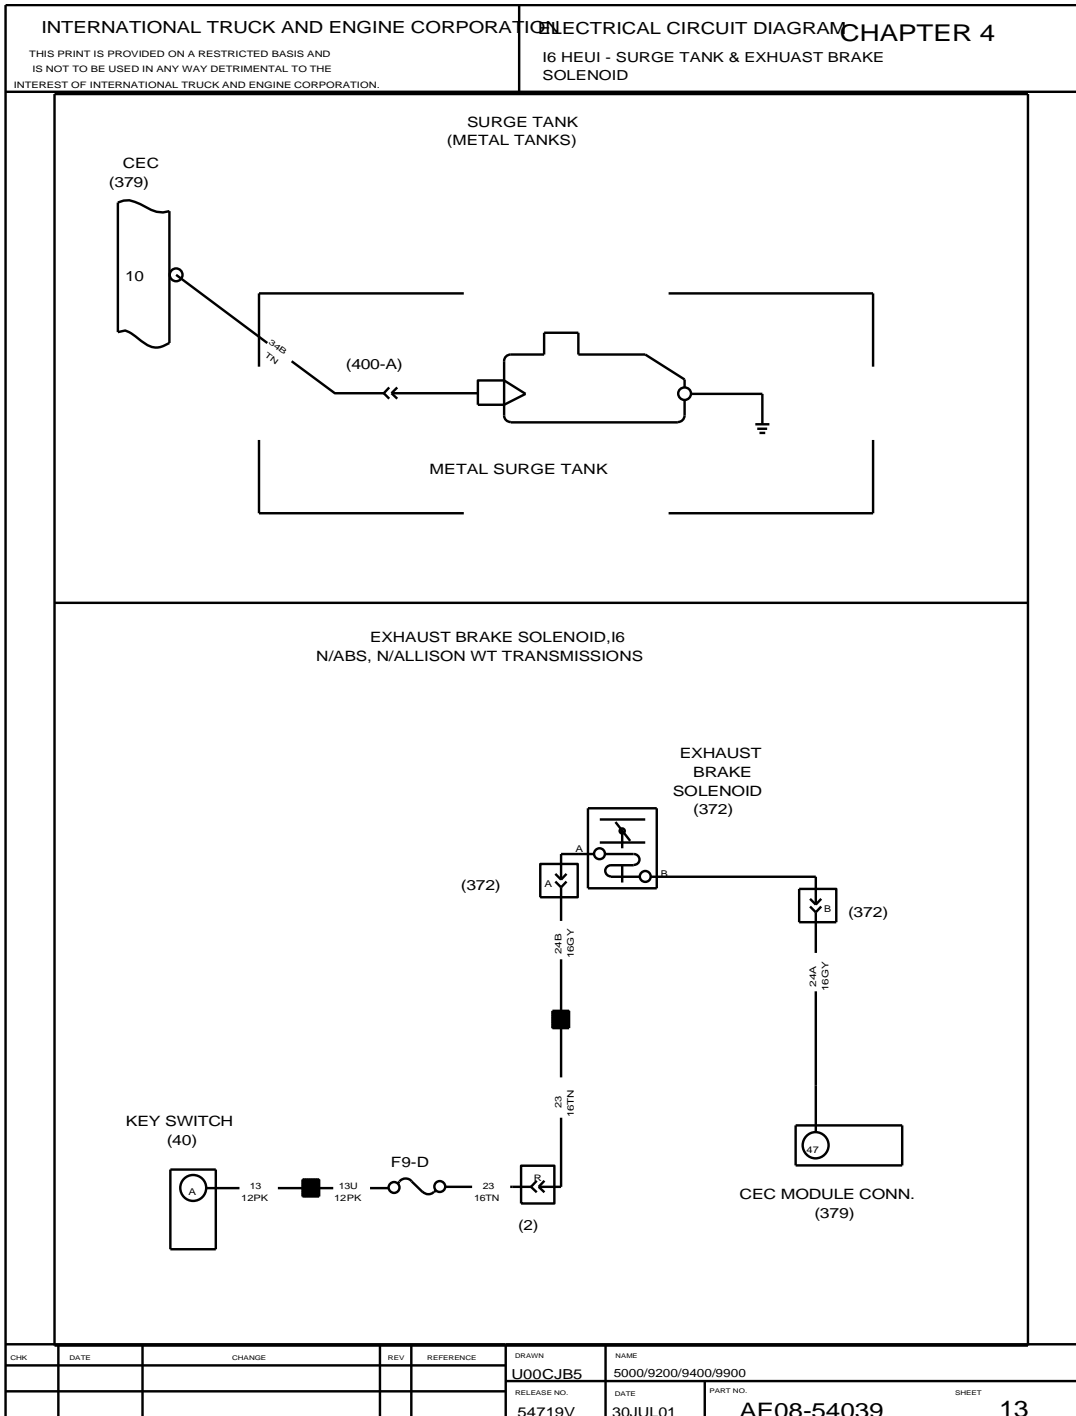 INTERNATIONAL TRUCK AND ENGINE CORPORATION
THIS PRINT IS PROVIDED ON A RESTRICTED BASIS AND
IS NOT TO BE USED IN ANY WAY DETRIMENTAL TO THE
INTEREST OF INTERNATIONAL TRUCK AND ENGINE CORPORATION.
ELECTRICAL CIRCUIT DIAGRAM
CHAPTER 4
I6 HEUI - SURGE TANK & EXHUAST BRAKE
SOLENOID
SURGE TANK
(METAL TANKS)
CEC
(379)
10
34B
TN
(400-A)
METAL SURGE TANK
EXHAUST BRAKE SOLENOID,I6
N/ABS, N/ALLISON WT TRANSMISSIONS
EXHAUST
BRAKE
SOLENOID
(372)
A
B
(372)
A
B
(372)
24B
16GY
24A
16GY
23
16TN
KEY SWITCH
(40)
A
13
12PK
13U
12PK
F9-D
23
16TN
R
(2)
47
CEC MODULE CONN.
(379)
CHK
DATE
CHANGE
REV
REFERENCE
DRAWN
U00CJB5
NAME
5000/9200/9400/9900
RELEASE NO.
54719V
DATE
30JUL01
PART NO.
AE08-54039
SHEET
13